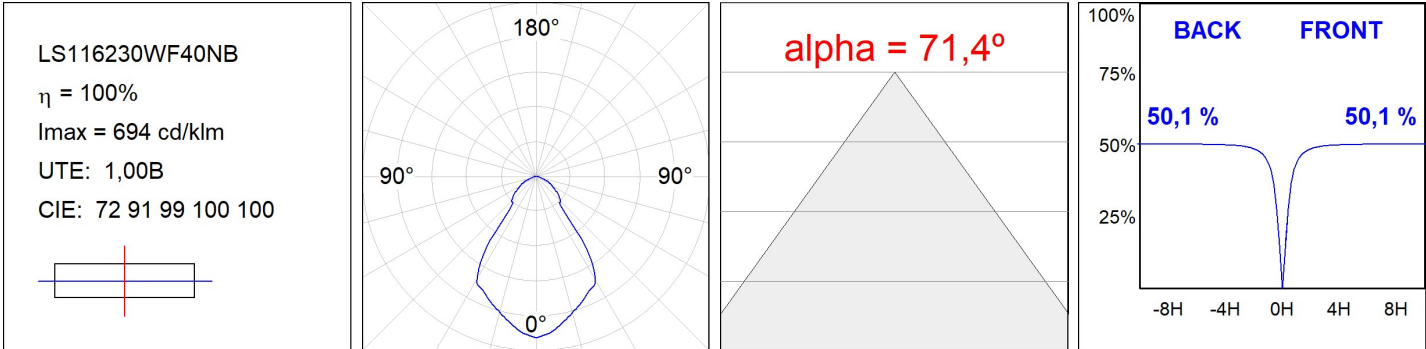 LS116230WF40NB
η = 100%
Imax = 694 cd/klm
UTE: 1,00B
CIE: 72 91 99 100 100
180°
90° 90°
0°
alpha = 71,4º
100%
BACK FRONT
75%
50,1 % 50,1 %
50%
25%
-8H -4H 0H 4H 8H